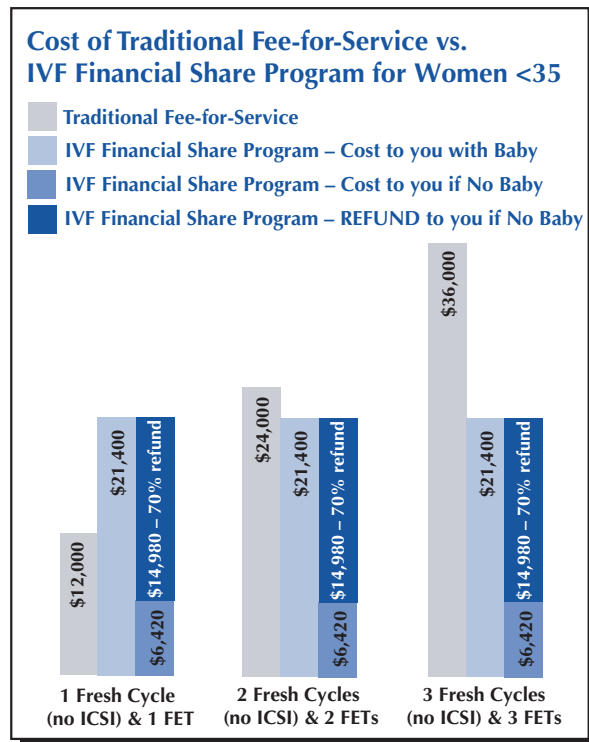 Cost of Traditional Fee-for-Service vs.
IVF Financial Share Program for Women <35
Traditional Fee-for-Service
IVF Financial Share Program – Cost to you with Baby
IVF Financial Share Program – Cost to you if No Baby
IVF Financial Share Program – REFUND to you if No Baby
$12,000
$21,400
$14,980 – 70% refund
$6,420
$24,000
$21,400
$14,980 – 70% refund
$6,420
$36,000
$21,400
$14,980 – 70% refund
$6,420
1 Fresh Cycle
(no ICSI) & 1 FET
2 Fresh Cycles
(no ICSI) & 2 FETs
3 Fresh Cycles
(no ICSI) & 3 FETs